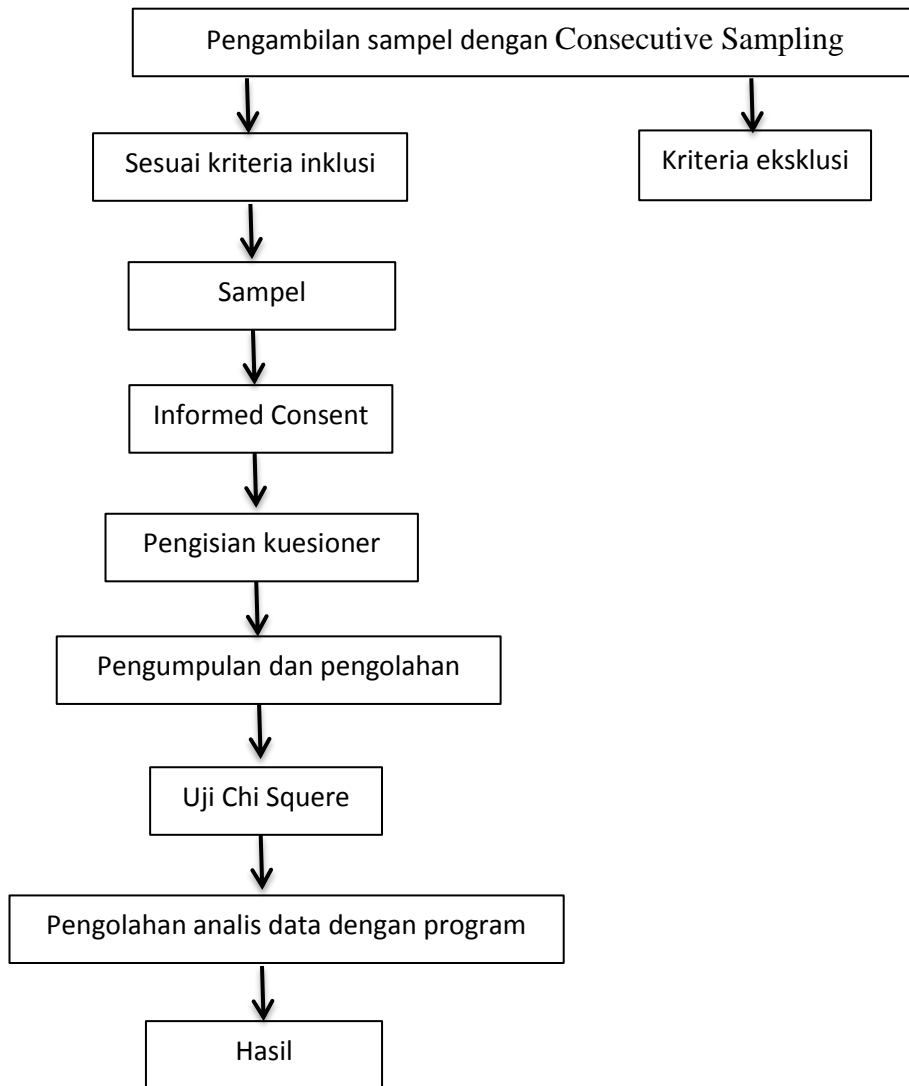 Pengambilan sampel dengan Consecutive Sampling
Sesuai kriteria inklusi
Kriteria eksklusi
Sampel
Informed Consent
Pengisian kuesioner
Pengumpulan dan pengolahan
Uji Chi Squere
Pengolahan analis data dengan program
Hasil